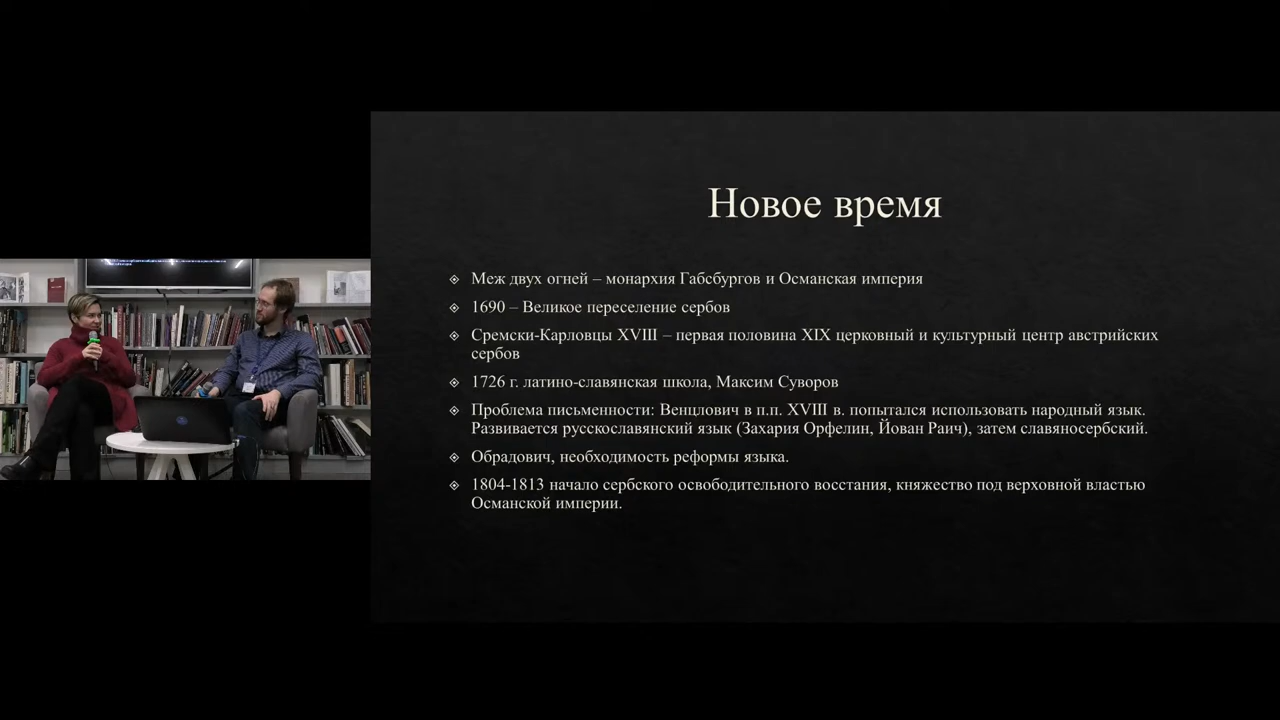 Новое время
Меж двух огней – монархия Габсбургов и Османская империя
1690 – Великое переселение сербов
Сремски-Карловцы XVIII – первая половина XIX церковный и культурный центр австрийских
сербов
1726 г. латино-славянская школа, Максим Суворов
Проблема письменности: Венцлович в п.п. XVIII в. попытался использовать народный язык.
Развивается русскославянский язык (Захария Орфелин, Йован Раич), затем славяносербский.
Обрадович, необходимость реформы языка.
1804-1813 начало сербского освободительного восстания, княжество под верховной властью
Османской империи.